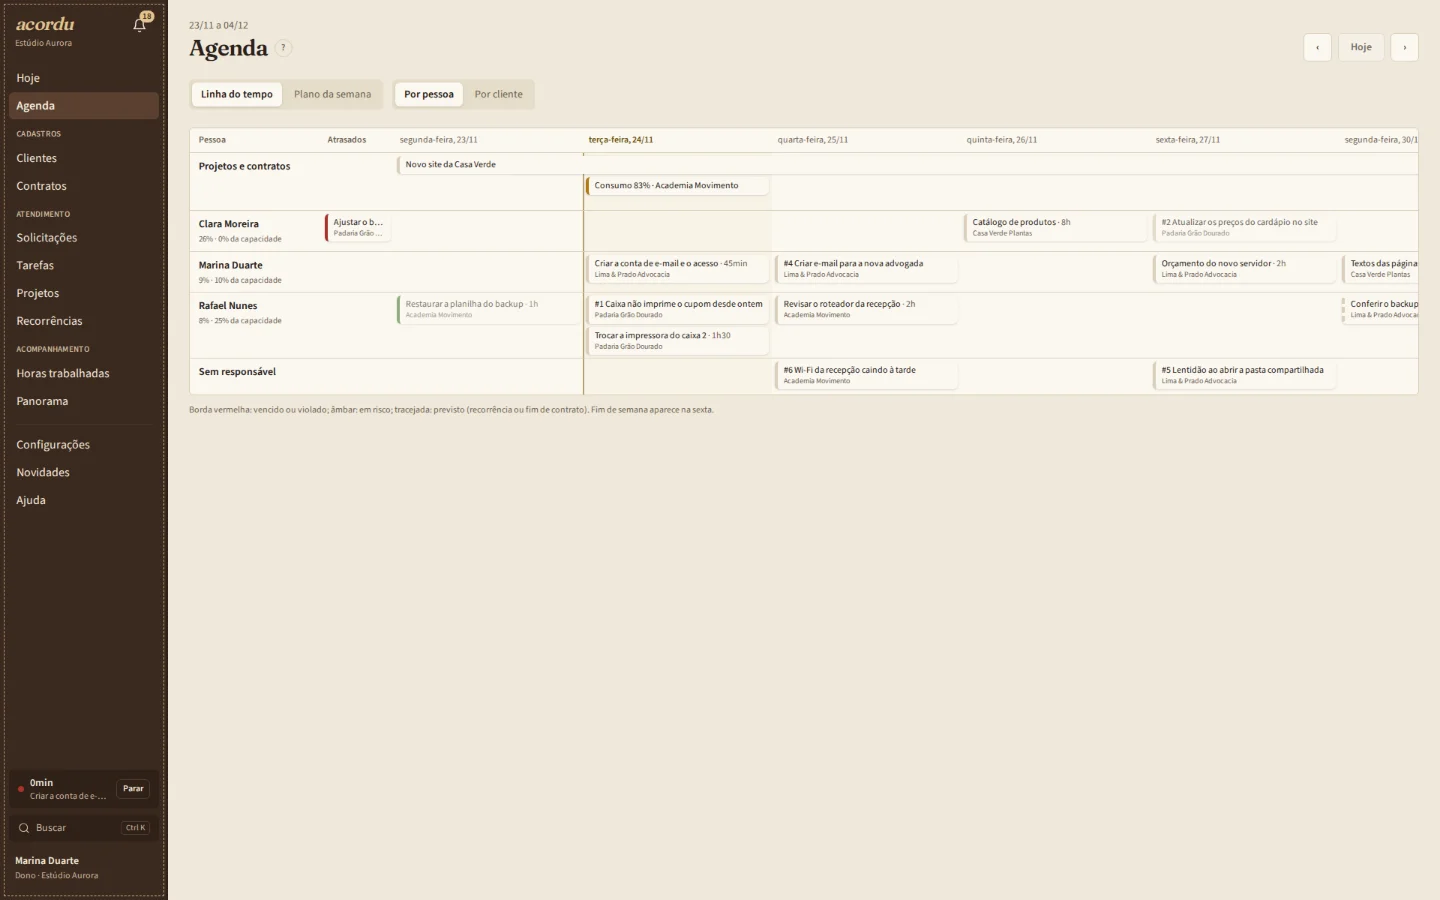 acordu
18
Estúdio Aurora
Hoje
Agenda
CADASTROS
Clientes
Contratos
ATENDIMENTO
Solicitações
Tarefas
Projetos
Recorrências
ACOMPANHAMENTO
Horas trabalhadas
Panorama
Configurações
Novidades
Ajuda
0min
Criar a conta de e-...
Parar
Buscar
Ctrl K
Marina Duarte
Dono · Estúdio Aurora
23/11 a 04/12
Agenda ?
‹ Hoje ›
Linha do tempo Plano da semana Por pessoa Por cliente
Pessoa Atrasados segunda-feira, 23/11 terça-feira, 24/11 quarta-feira, 25/11 quinta-feira, 26/11 sexta-feira, 27/11 segunda-feira, 30/1
Projetos e contratos
Novo site da Casa Verde
Consumo 83% · Academia Movimento
Clara Moreira
26% · 0% da capacidade
Ajustar o b...
Padaria Grão ...
Catálogo de produtos · 8h
Casa Verde Plantas
#2 Atualizar os preços do cardápio no site
Padaria Grão Dourado
Marina Duarte
9% · 10% da capacidade
Criar a conta de e-mail e o acesso · 45min
Lima & Prado Advocacia
#4 Criar e-mail para a nova advogada
Lima & Prado Advocacia
Orçamento do novo servidor · 2h
Lima & Prado Advocacia
Textos das página
Casa Verde Plantas
Rafael Nunes
8% · 25% da capacidade
Restaurar a planilha do backup · 1h
Academia Movimento
#1 Caixa não imprime o cupom desde ontem
Padaria Grão Dourado
Trocar a impressora do caixa 2 · 1h30
Padaria Grão Dourado
Revisar o roteador da recepção · 2h
Academia Movimento
Conferir o backup
Lima & Prado Advocac
Sem responsável
#6 Wi-Fi da recepção caindo à tarde
Academia Movimento
#5 Lentidão ao abrir a pasta compartilhada
Lima & Prado Advocacia
Borda vermelha: vencido ou violado; âmbar: em risco; tracejada: previsto (recorrência ou fim de contrato). Fim de semana aparece na sexta.